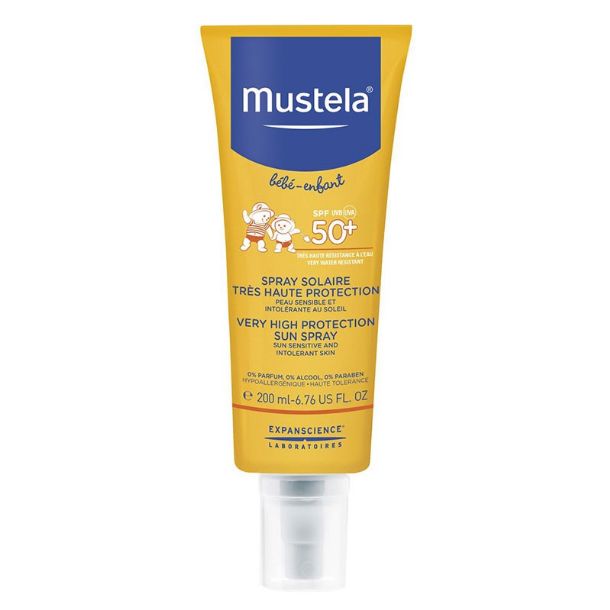 Mustela®
bébé-enfant
SPF UVB UVA
50+
TRÈS HAUTE RÉSISTANCE À L'EAU
VERY WATER RESISTANT
SPRAY SOLAIRE
TRÈS HAUTE PROTECTION
PEAU SENSIBLE ET
INTOLÉRANTE AU SOLEIL
VERY HIGH PROTECTION
SUN SPRAY
SUN SENSITIVE AND
INTOLERANT SKIN
0% PARFUM, 0% ALCOOL, 0% PARABEN
HYPOALLERGÉNIQUE • HAUTE TOLÉRANCE
℮ 200 ml-6.76 US FL. OZ
EXPANSCIENCE®
LABORATOIRES